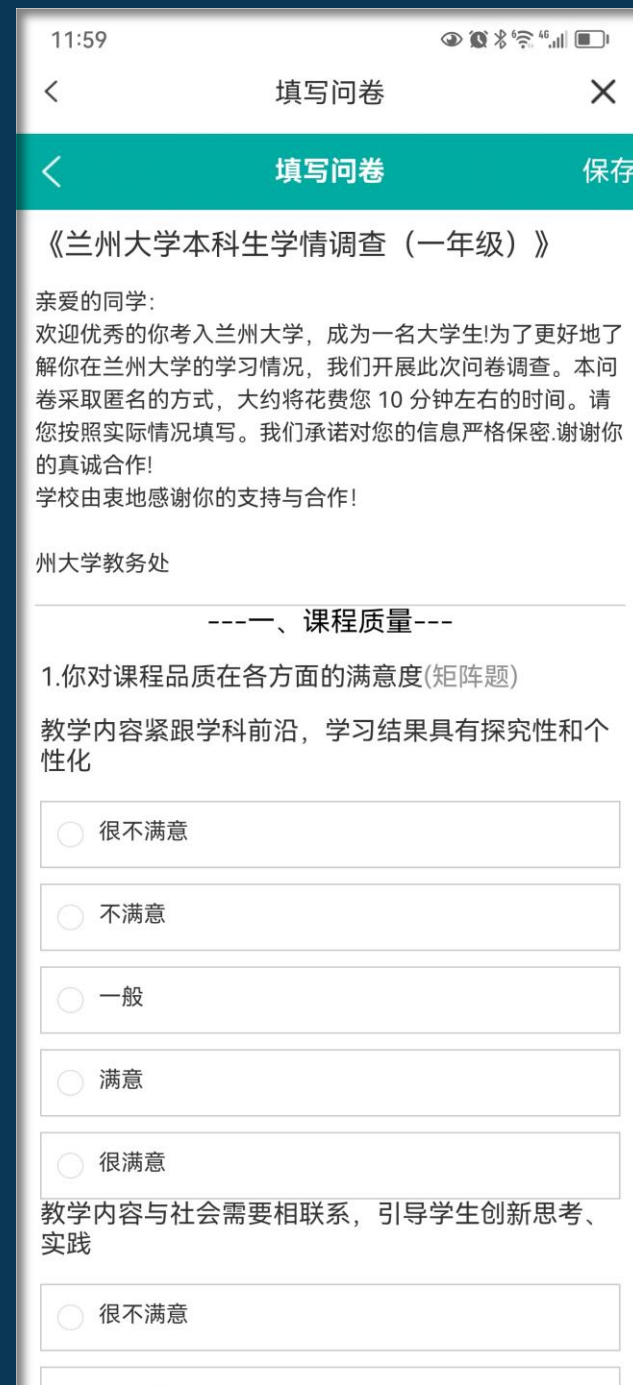 11:59
填写问卷
填写问卷
保存
《兰州大学本科生学情调查（一年级）》
亲爱的同学:
欢迎优秀的你考入兰州大学，成为一名大学生!为了更好地了
解你在兰州大学的学习情况，我们开展此次问卷调查。本问
卷采取匿名的方式，大约将花费您 10 分钟左右的时间。请
您按照实际情况填写。我们承诺对您的信息严格保密.谢谢你
的真诚合作!
学校由衷地感谢你的支持与合作!
州大学教务处
---一、课程质量---
1.你对课程品质在各方面的满意度(矩阵题)
教学内容紧跟学科前沿，学习结果具有探究性和个
性化
很不满意
不满意
一般
满意
很满意
教学内容与社会需要相联系，引导学生创新思考、
实践
很不满意